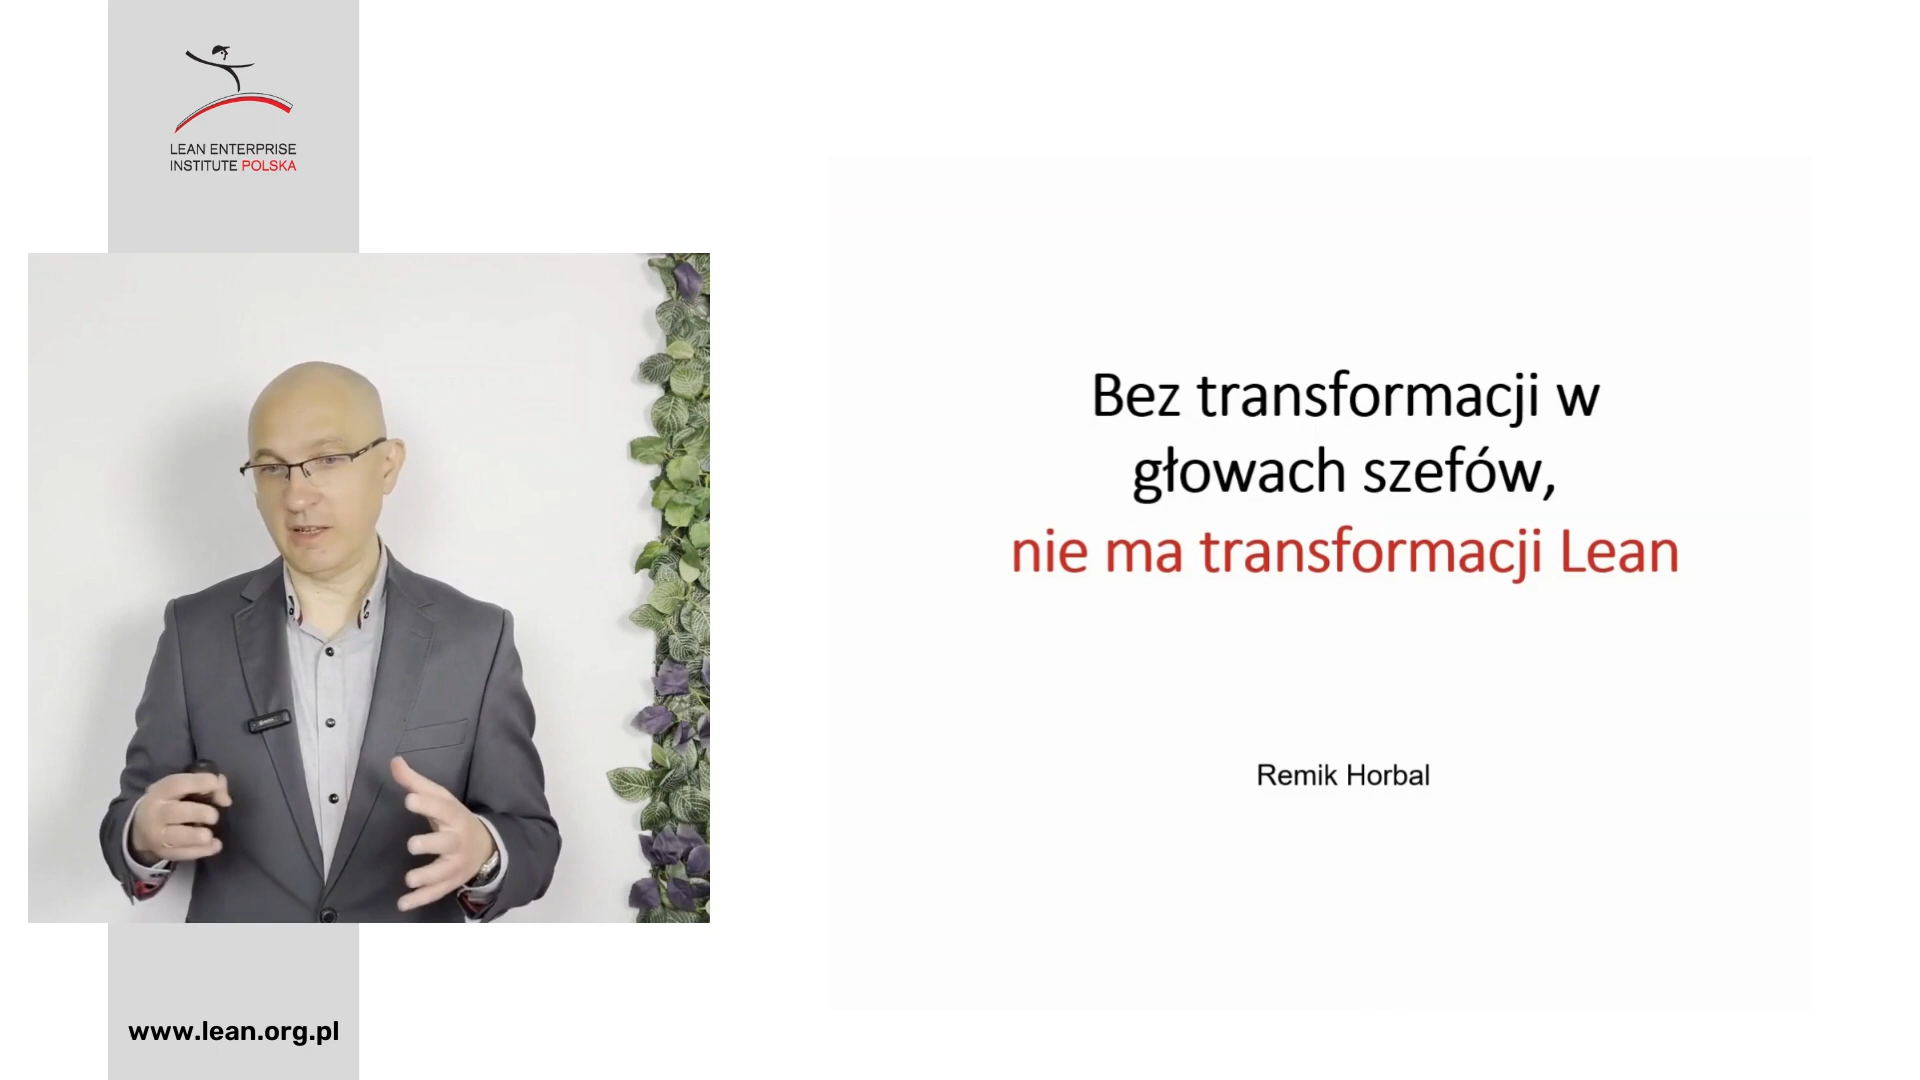 LEAN ENTERPRISE
INSTITUTE POLSKA
Bez transformacji w
głowach szefów,
nie ma transformacji Lean
Remik Horbal
www.lean.org.pl